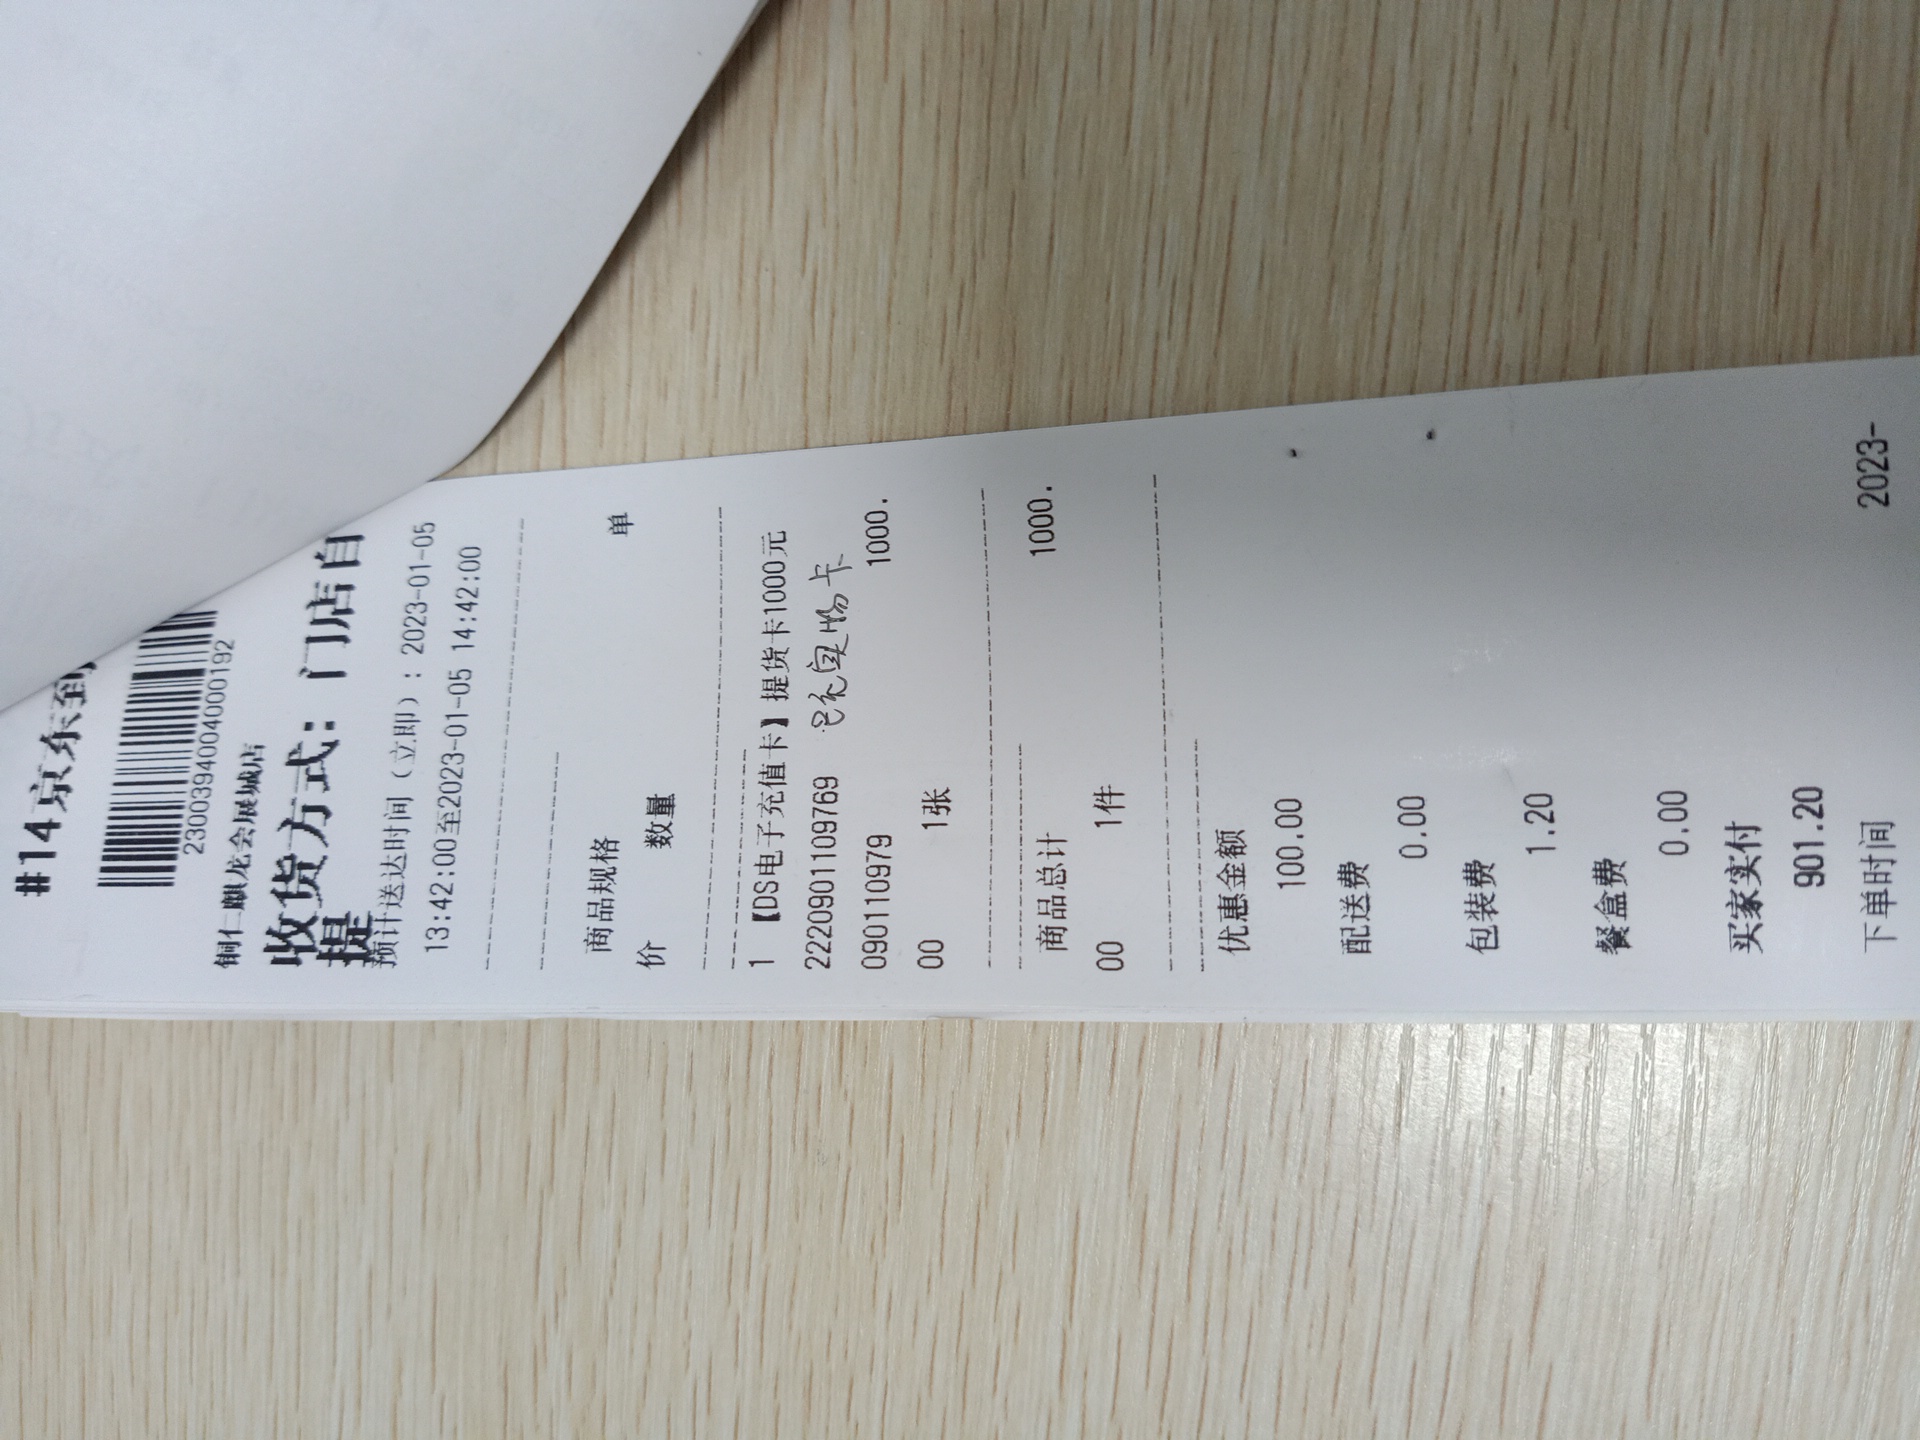 #14京东到
2300394004000192
铜仁麒龙会展城店
收货方式：门店自
提
预计送达时间（立即）：2023-01-05
13:42:00至2023-01-05 14:42:00
商品规格 单
价 数量
1 【DS电子充值卡】提货卡1000元
2220901109769 已充实物卡
0901109​79 1000.
00 1张
商品总计 1000.
00 1件
优惠金额
100.00
配送费
0.00
包装费
1.20
餐盒费
0.00
买家实付
901.20
下单时间 2023-